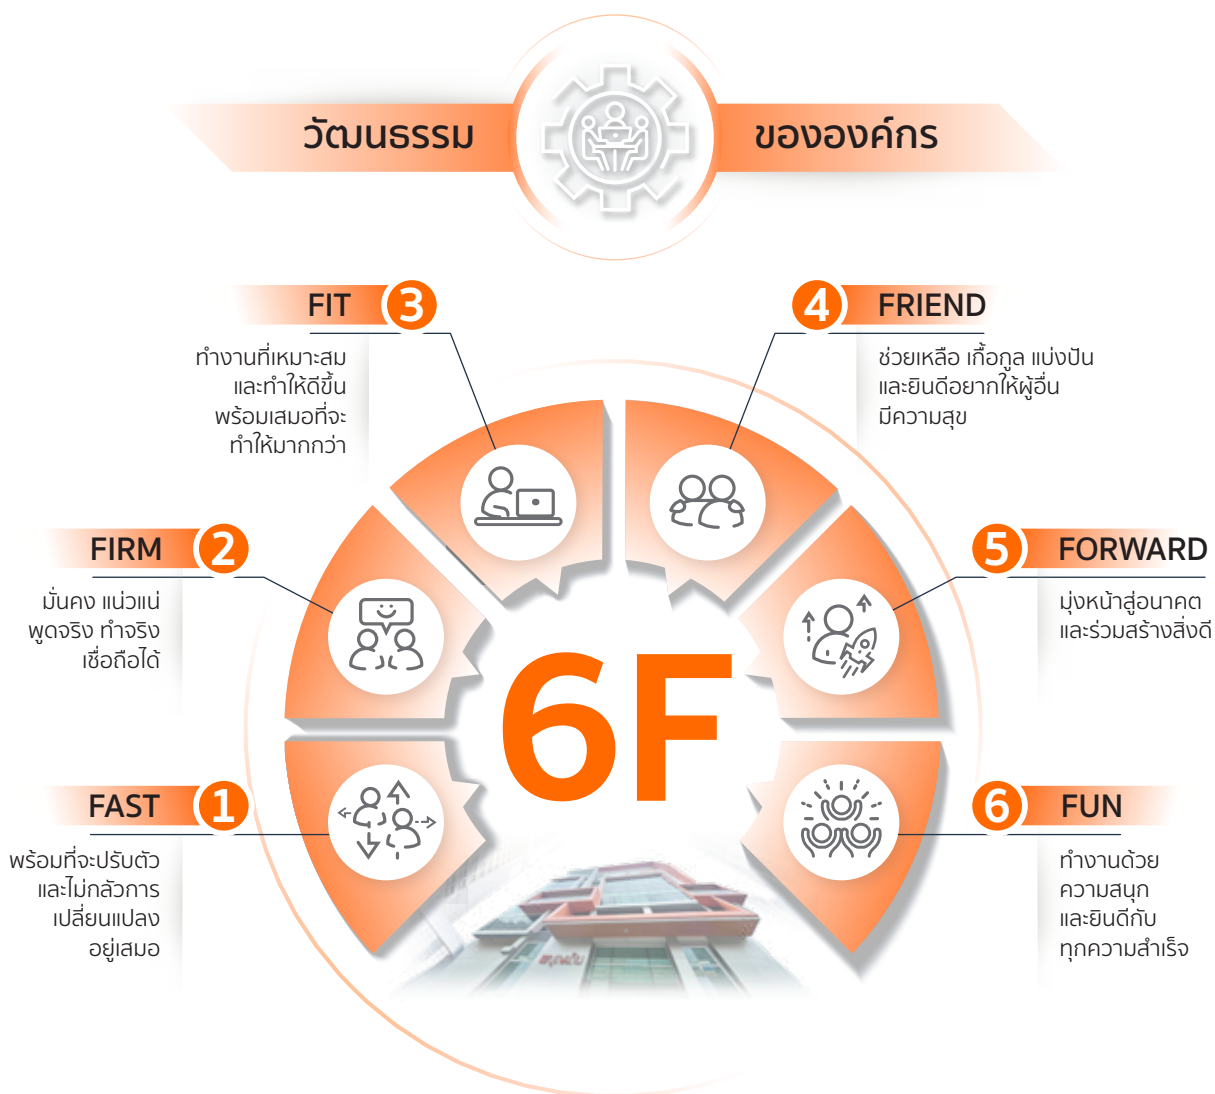 วัฒนธรรม ขององค์กร
3 FIT
ทำงานที่เหมาะสม
และทำให้ดีขึ้น
พร้อมเสมอที่จะ
ทำให้มากกว่า
4 FRIEND
ช่วยเหลือ เกื้อกูล แบ่งปัน
และยินดีอยากให้ผู้อื่น
มีความสุข
2 FIRM
มั่นคง แน่วแน่
พูดจริง ทำจริง
เชื่อถือได้
5 FORWARD
มุ่งหน้าสู่อนาคต
และร่วมสร้างสิ่งดี
6F
1 FAST
พร้อมที่จะปรับตัว
และไม่กลัวการ
เปลี่ยนแปลง
อยู่เสมอ
6 FUN
ทำงานด้วย
ความสนุก
และยินดีกับ
ทุกความสำเร็จ